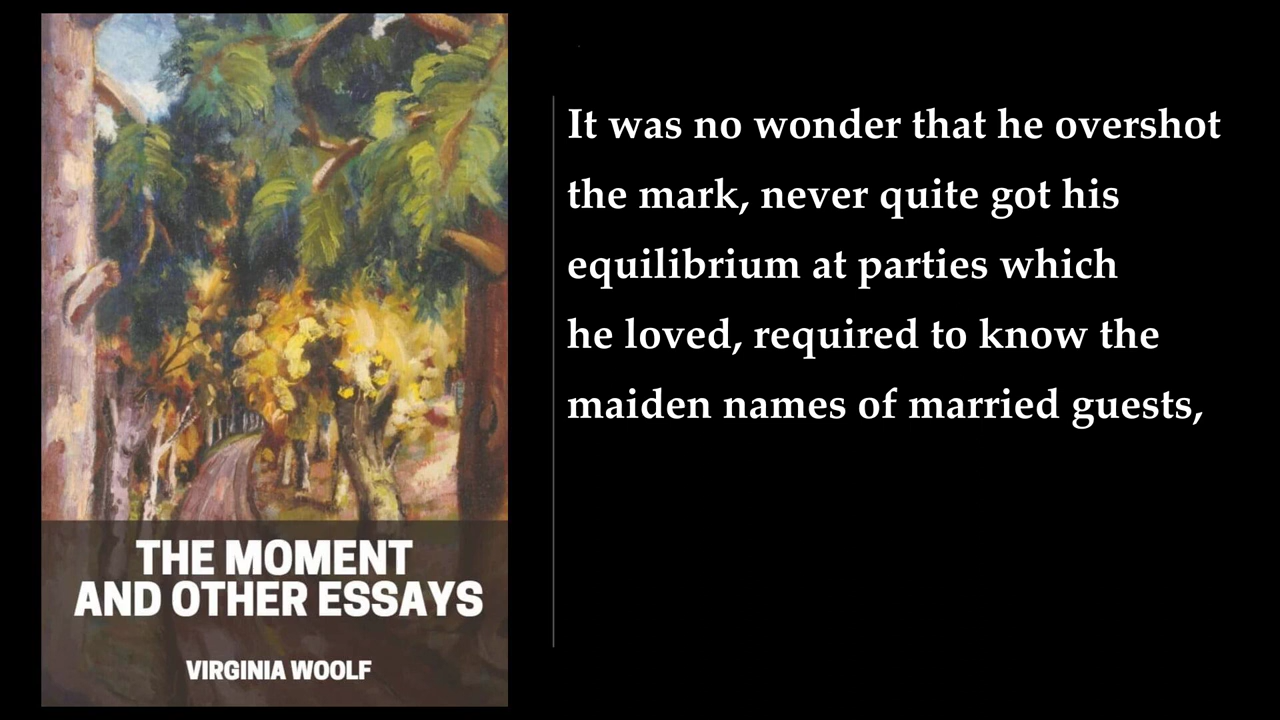 THE MOMENT
AND OTHER ESSAYS
VIRGINIA WOOLF
It was no wonder that he overshot
the mark, never quite got his
equilibrium at parties which
he loved, required to know the
maiden names of married guests,